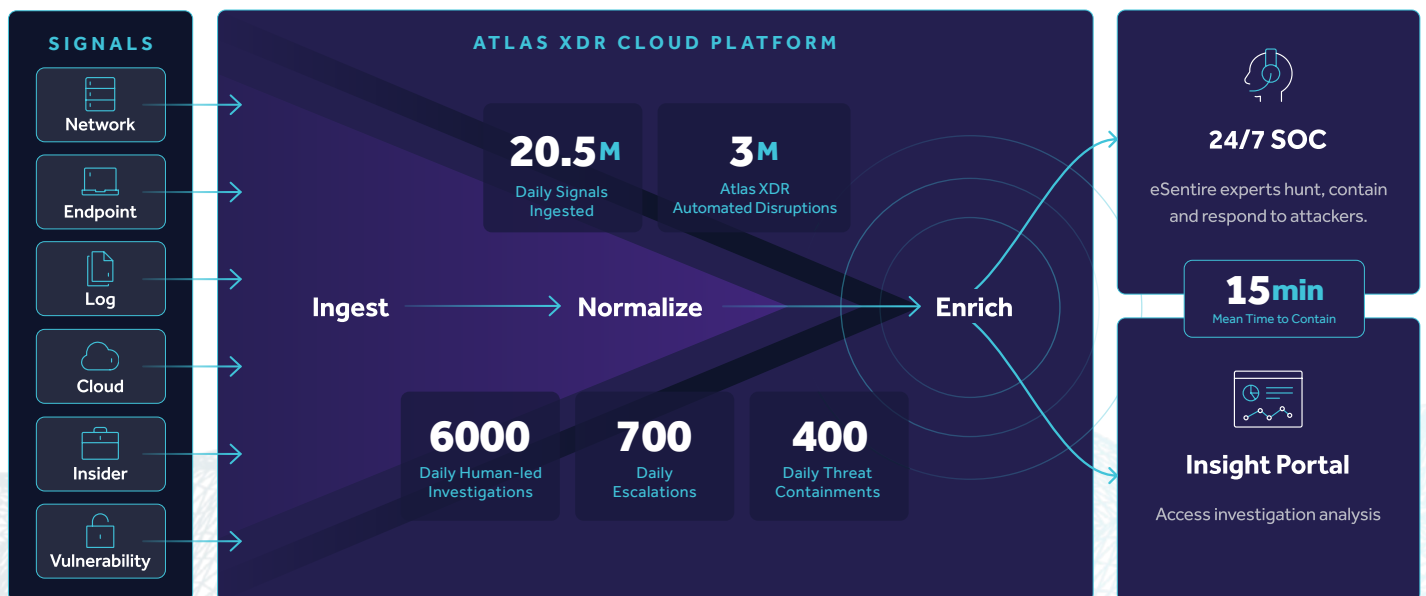 SIGNALS
Network
Endpoint
Log
Cloud
Insider
Vulnerability
ATLAS XDR CLOUD PLATFORM
20.5M
Daily Signals
Ingested
3M
Atlas XDR
Automated Disruptions
Ingest
Normalize
Enrich
6000
Daily Human-led
Investigations
700
Daily
Escalations
400
Daily Threat
Containments
24/7 SOC
eSentire experts hunt, contain
and respond to attackers.
15min
Mean Time to Contain
Insight Portal
Access investigation analysis